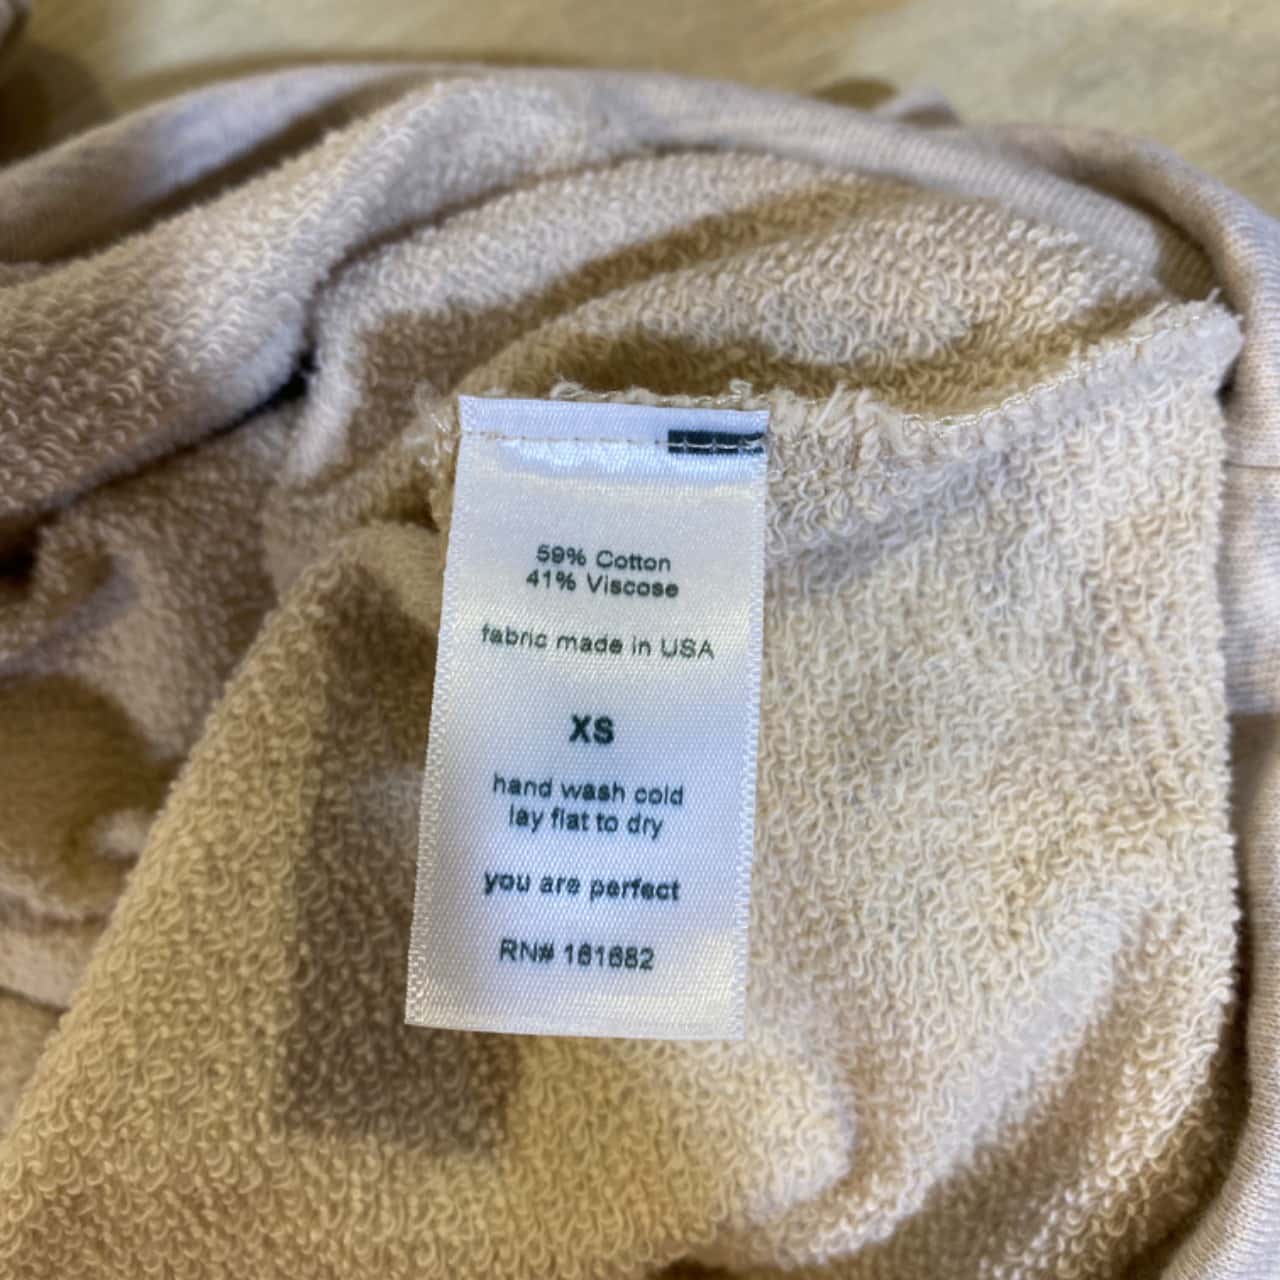 59% Cotton
41% Viscose
fabric made in USA
XS
hand wash cold
lay flat to dry
you are perfect
RN# 161682